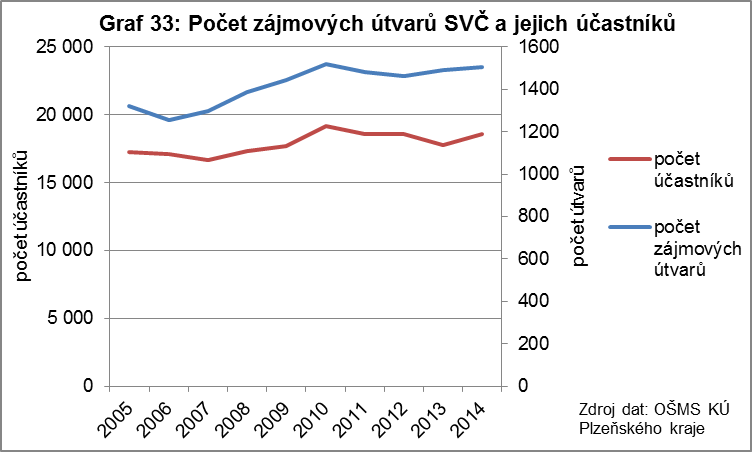 Graf 33: Počet zájmových útvarů SVČ a jejich účastníků
25 000
20 000
15 000
10 000
5 000
0
počet účastníků
1600
1400
1200
1000
800
600
400
200
0
počet útvarů
2005
2006
2007
2008
2009
2010
2011
2012
2013
2014
počet
účastníků
počet
zájmových
útvarů
Zdroj dat: OŠMS KÚ
Plzeňského kraje